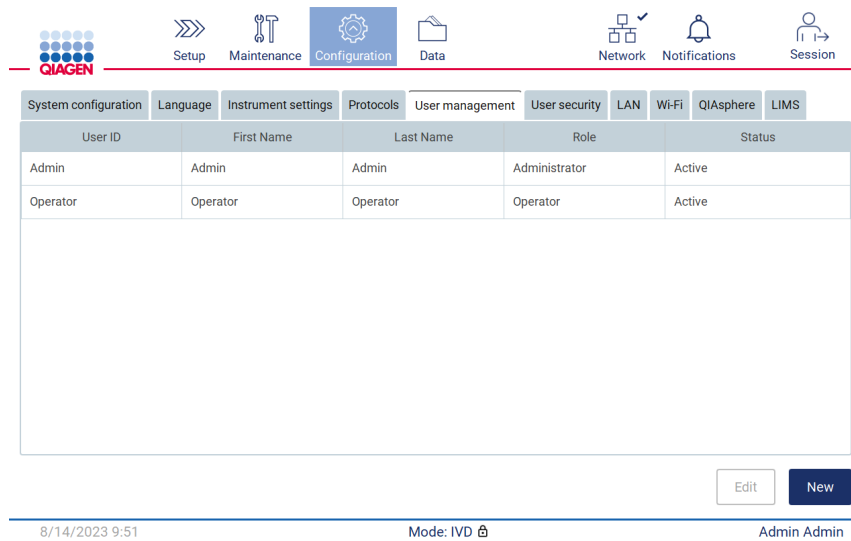 QIAGEN
Setup Maintenance Configuration Data Network Notifications Session
System configuration Language Instrument settings Protocols User management User security LAN Wi-Fi QIAsphere LIMS
User ID First Name Last Name Role Status
Admin Admin Admin Administrator Active
Operator Operator Operator Operator Active
Edit New
8/14/2023 9:51 Mode: IVD Admin Admin